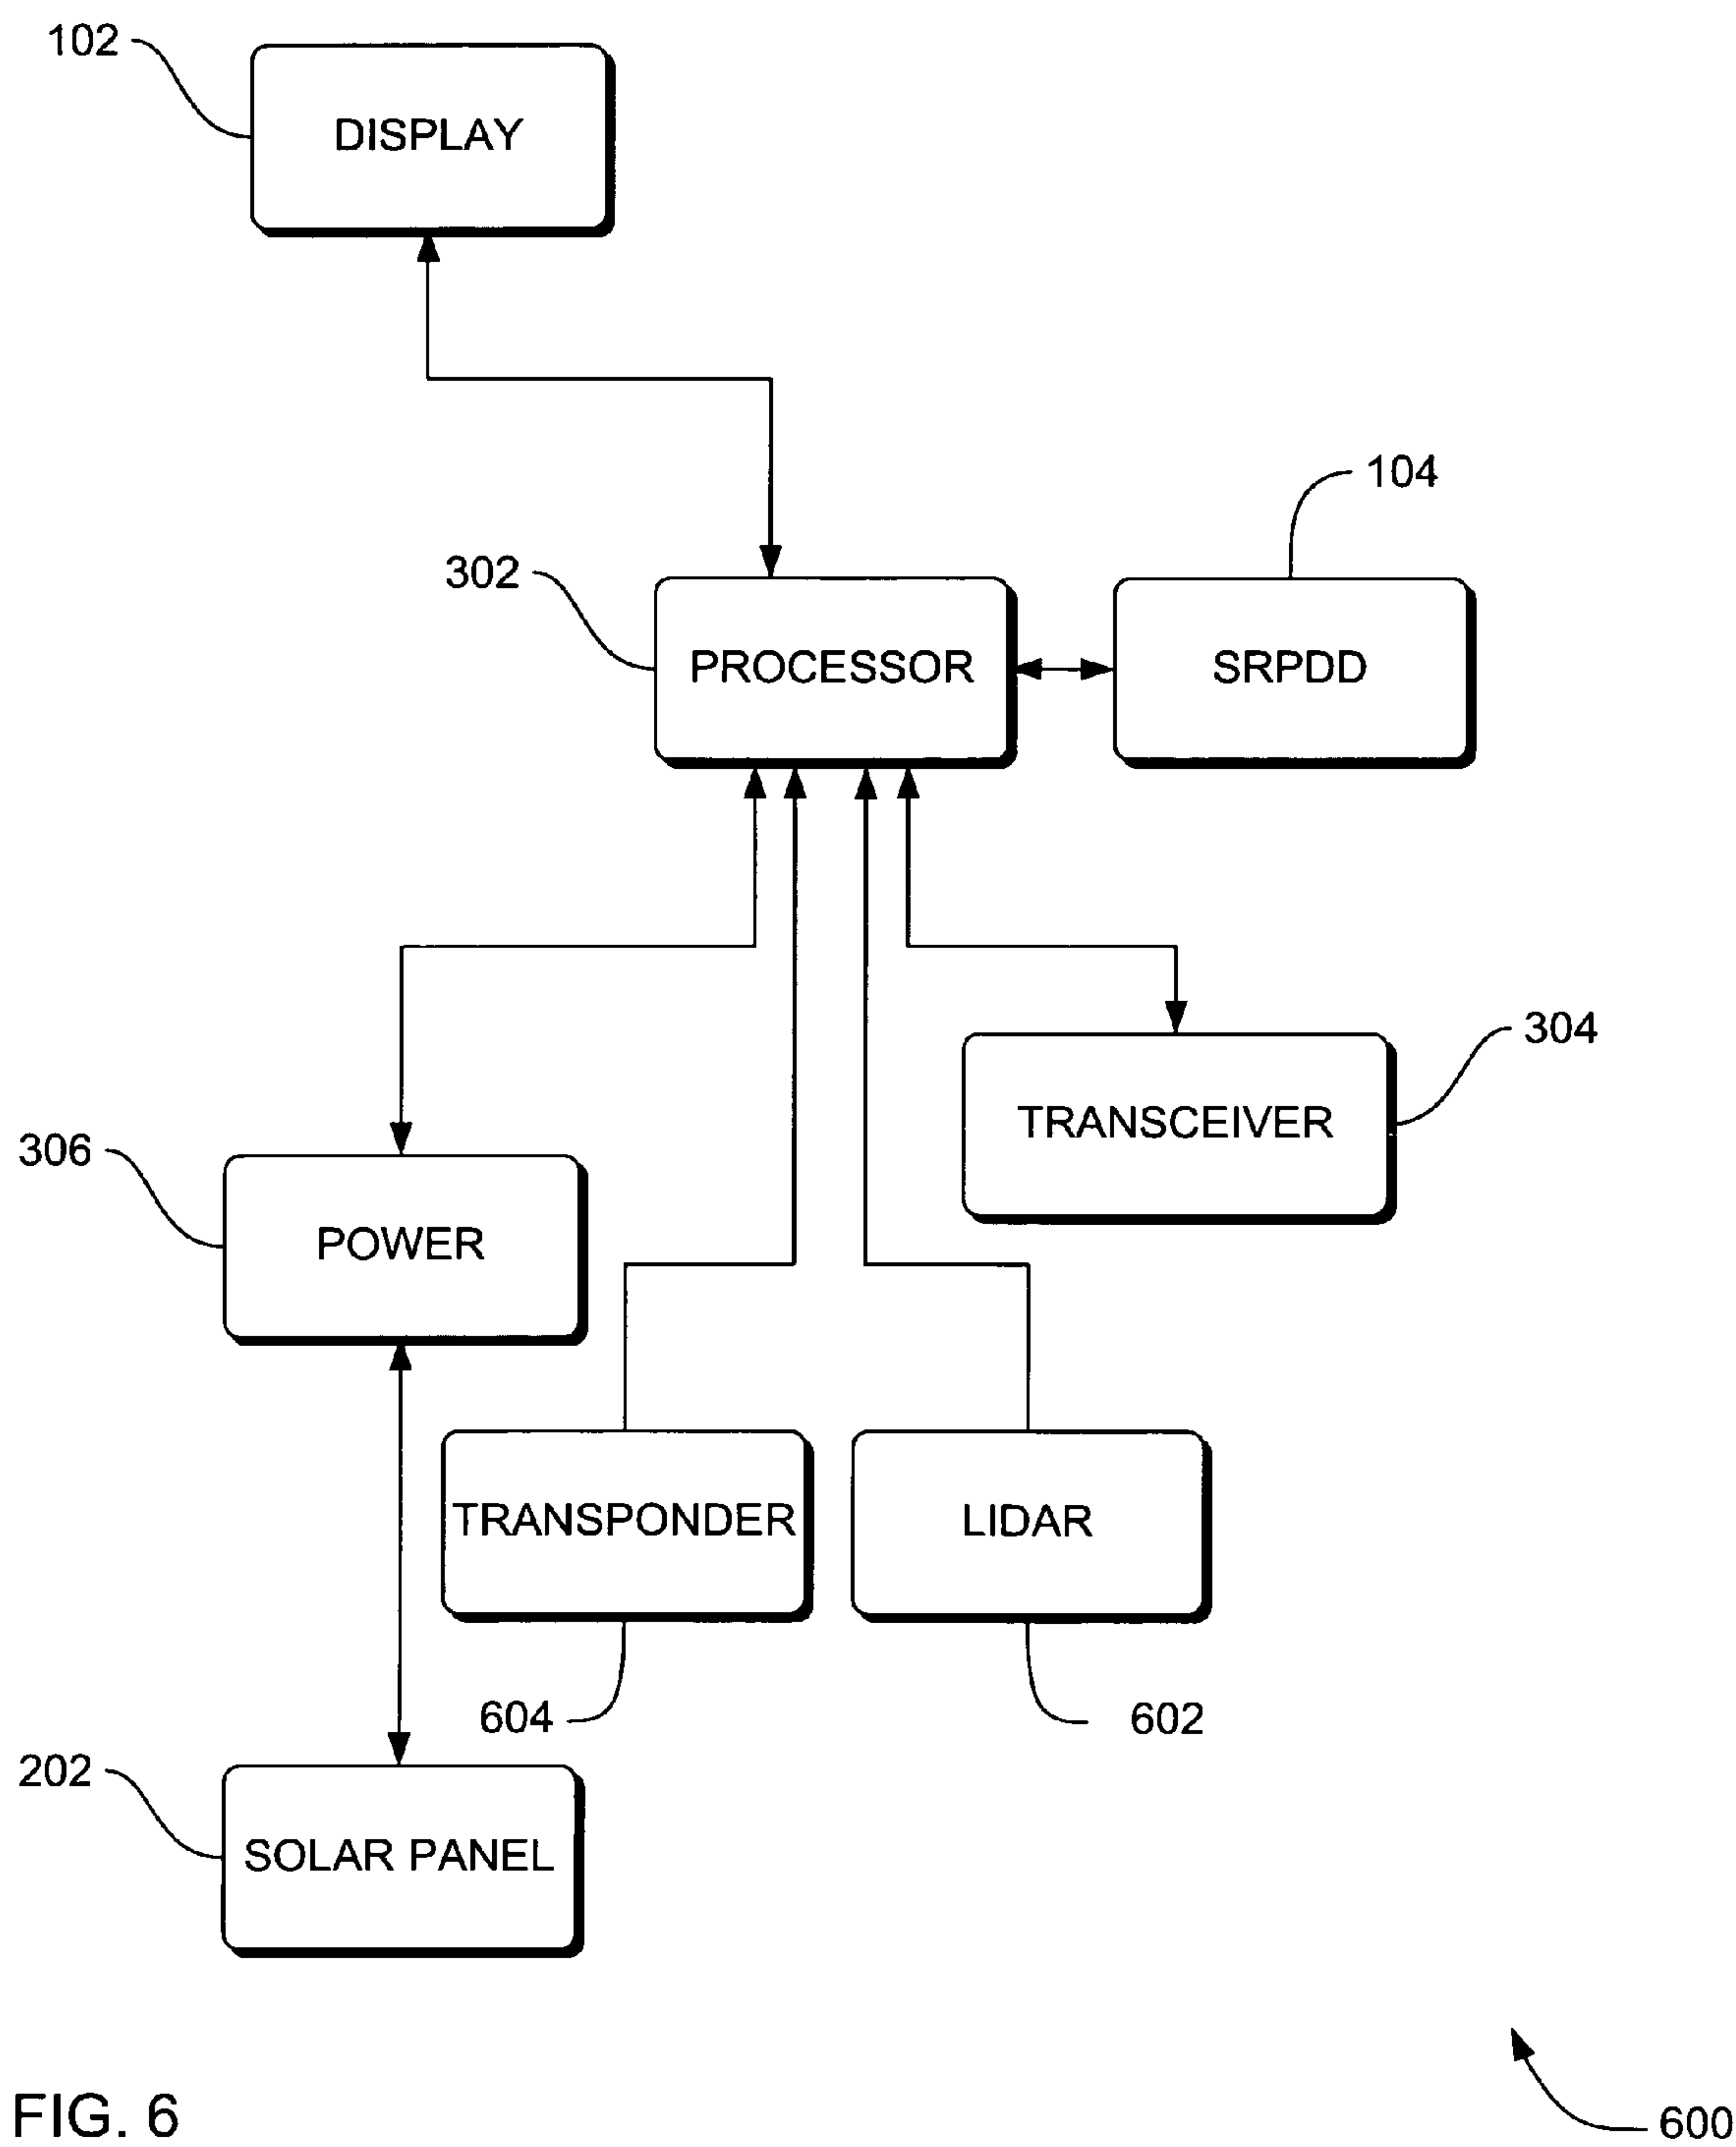 102
DISPLAY
104
302
PROCESSOR
SRPDD
304
TRANSCEIVER
306
POWER
TRANSPONDER
LIDAR
604
602
202
SOLAR PANEL
FIG. 6
600